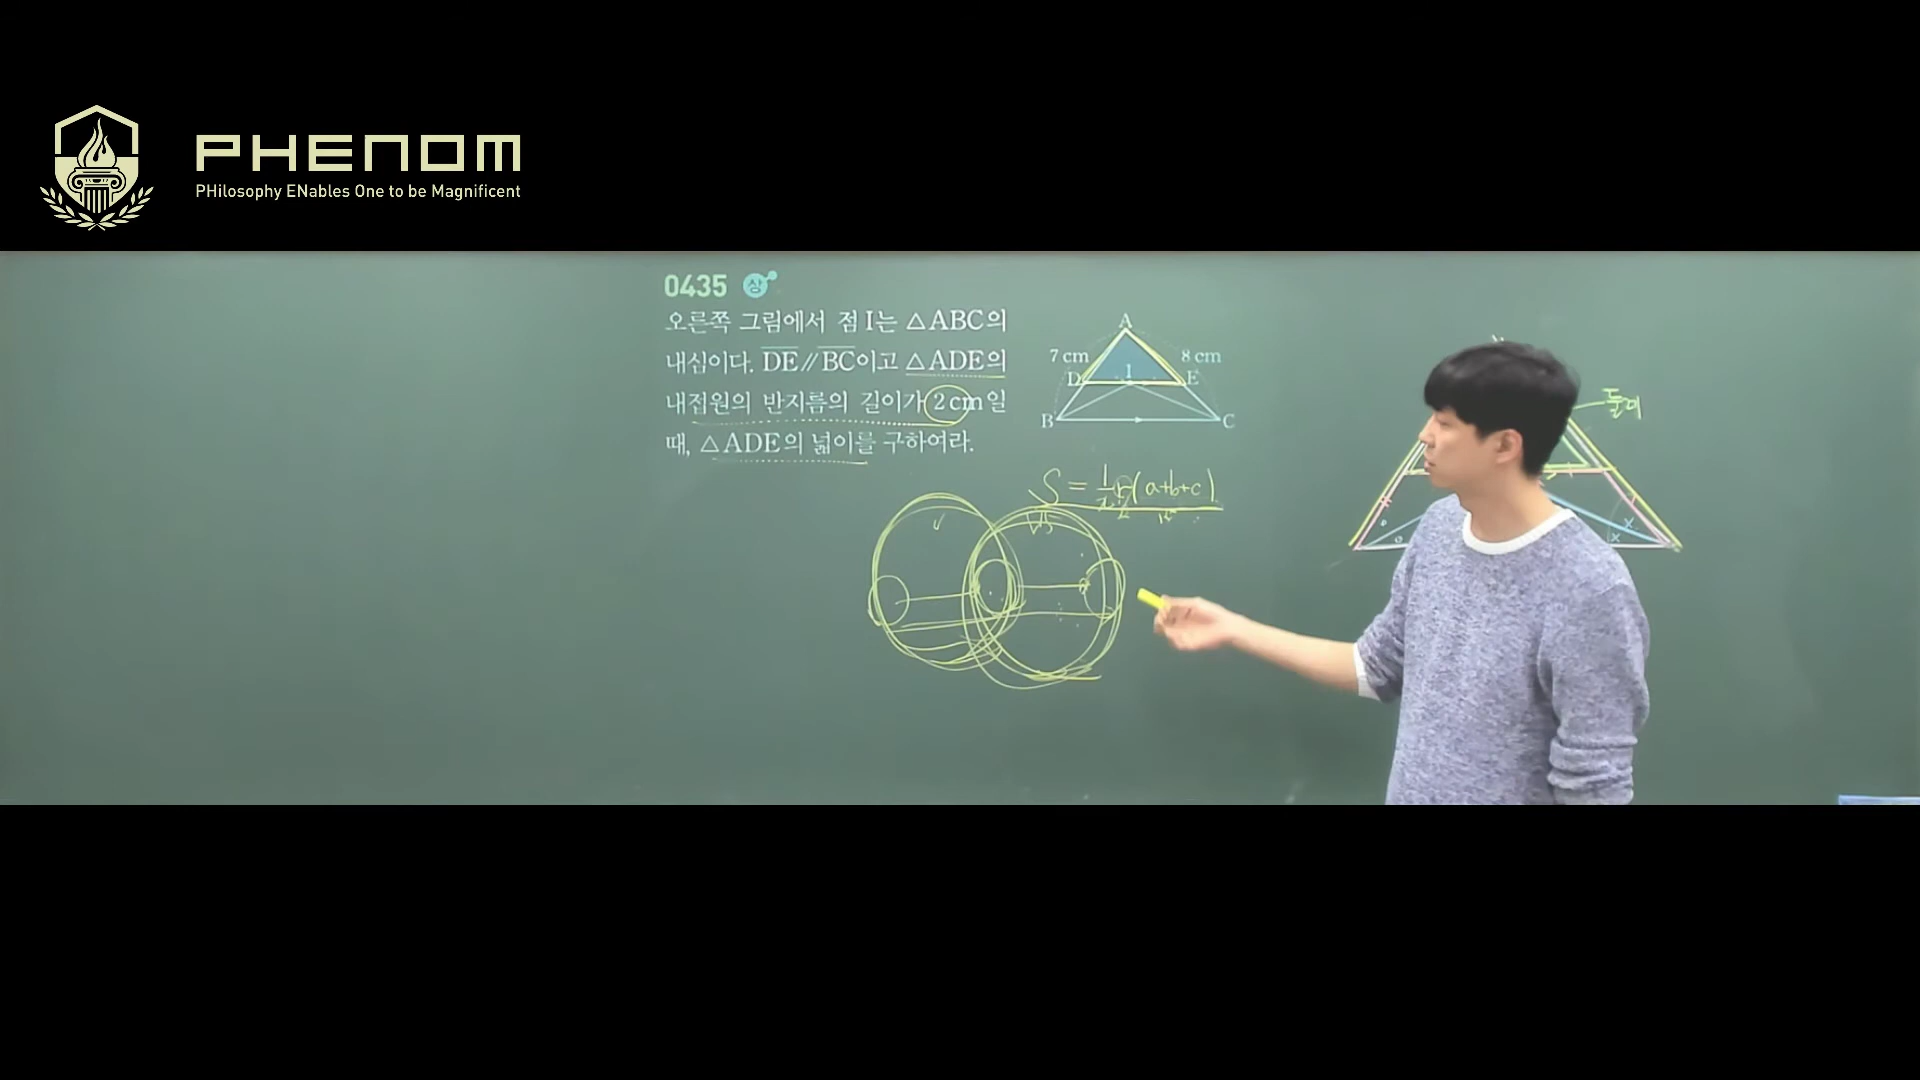 PHENOM
PHilosophy ENables One to be Magnificent
0435 상
오른쪽 그림에서 점 I는 △ABC의
내심이다. DE∥BC이고 △ADE의
내접원의 반지름의 길이가 2 cm일
때, △ADE의 넓이를 구하여라.
A
7 cm
8 cm
D
I
E
B
C
S = 1/2 r(a+b+c)
2
15
둘레
x
x